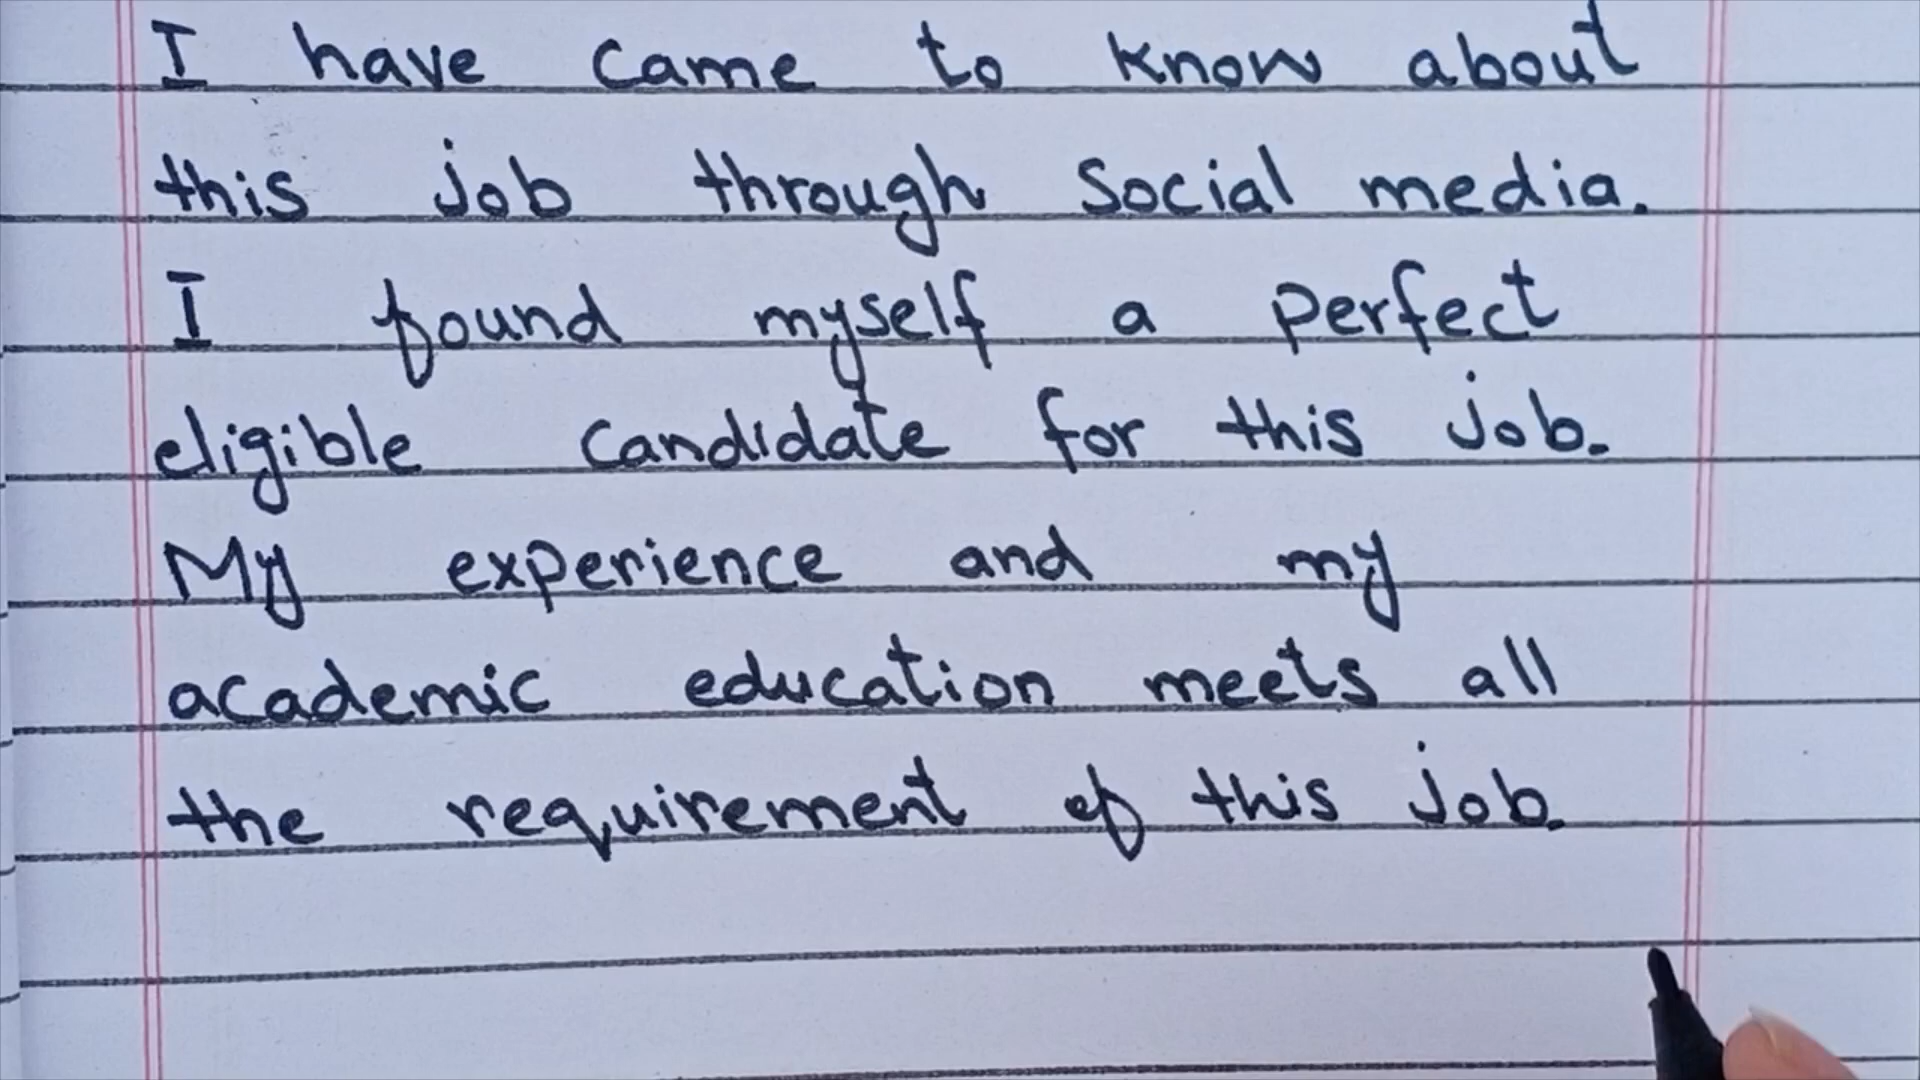 I have came to know about
this job through social media.
I found myself a perfect
eligible candidate for this job.
My experience and my
academic education meets all
the requirement of this job.